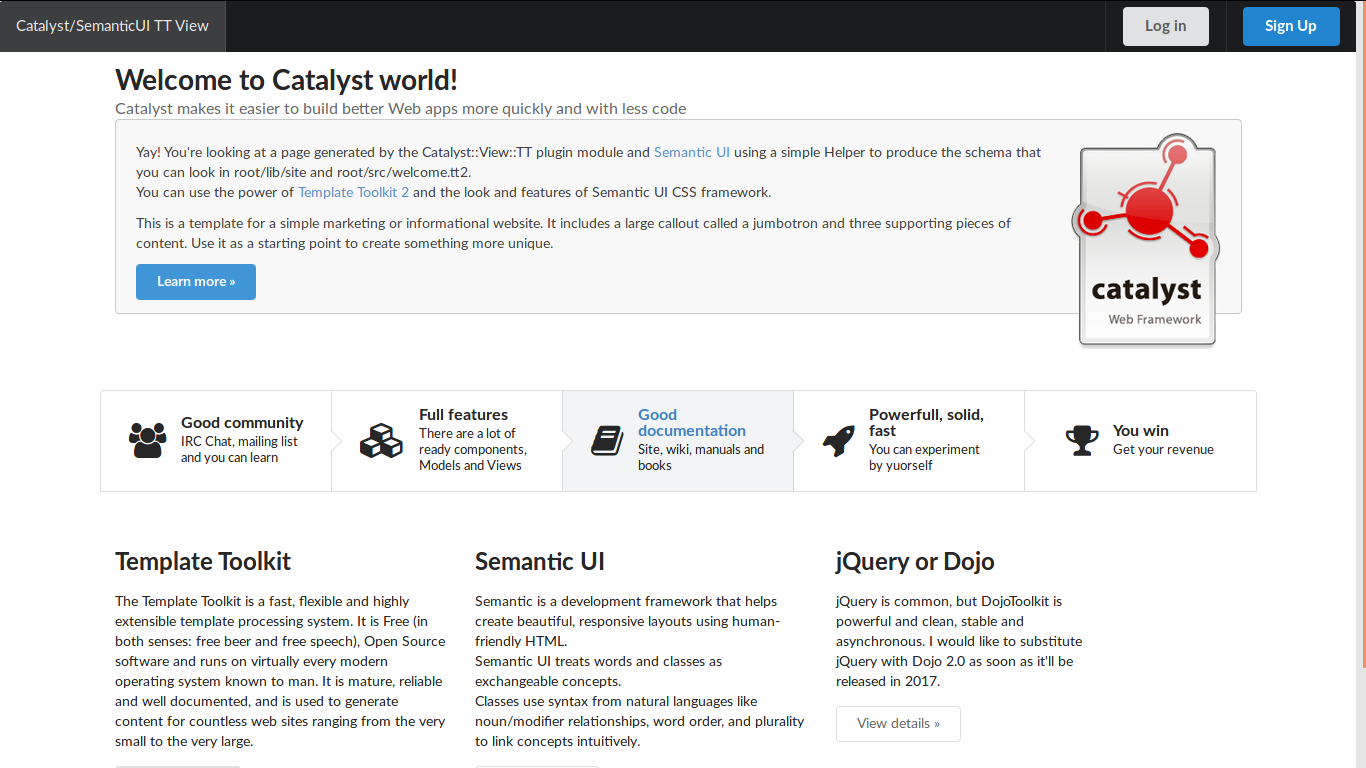 Catalyst/SemanticUI TT View
Log in
Sign Up
Welcome to Catalyst world!
Catalyst makes it easier to build better Web apps more quickly and with less code
Yay! You're looking at a page generated by the Catalyst::View::TT plugin module and Semantic UI using a simple Helper to produce the schema that
you can look in root/lib/site and root/src/welcome.tt2.
You can use the power of Template Toolkit 2 and the look and features of Semantic UI CSS framework.
This is a template for a simple marketing or informational website. It includes a large callout called a jumbotron and three supporting pieces of
content. Use it as a starting point to create something more unique.
Learn more »
catalyst
Web Framework
Good community
IRC Chat, mailing list
and you can learn
Full features
There are a lot of
ready components,
Models and Views
Good
documentation
Site, wiki, manuals and
books
Powerfull, solid,
fast
You can experiment
by yuorself
You win
Get your revenue
Template Toolkit
The Template Toolkit is a fast, flexible and highly
extensible template processing system. It is Free (in
both senses: free beer and free speech), Open Source
software and runs on virtually every modern
operating system known to man. It is mature, reliable
and well documented, and is used to generate
content for countless web sites ranging from the very
small to the very large.
Semantic UI
Semantic is a development framework that helps
create beautiful, responsive layouts using human-
friendly HTML.
Semantic UI treats words and classes as
exchangeable concepts.
Classes use syntax from natural languages like
noun/modifier relationships, word order, and plurality
to link concepts intuitively.
jQuery or Dojo
jQuery is common, but DojoToolkit is
powerful and clean, stable and
asynchronous. I would like to substitute
jQuery with Dojo 2.0 as soon as it'll be
released in 2017.
View details »